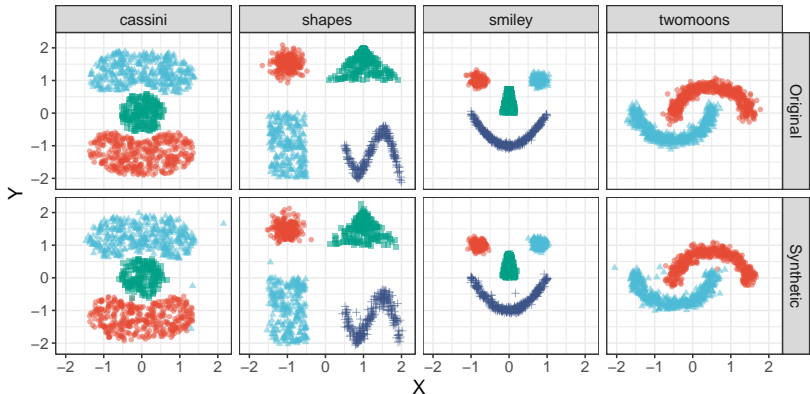 cassini shapes smiley twomoons
2
1
0
−1
−2
Original
Y
2
1
0
−1
−2
Synthetic
−2 −1 0 1 2 −2 −1 0 1 2 −2 −1 0 1 2 −2 −1 0 1 2
X